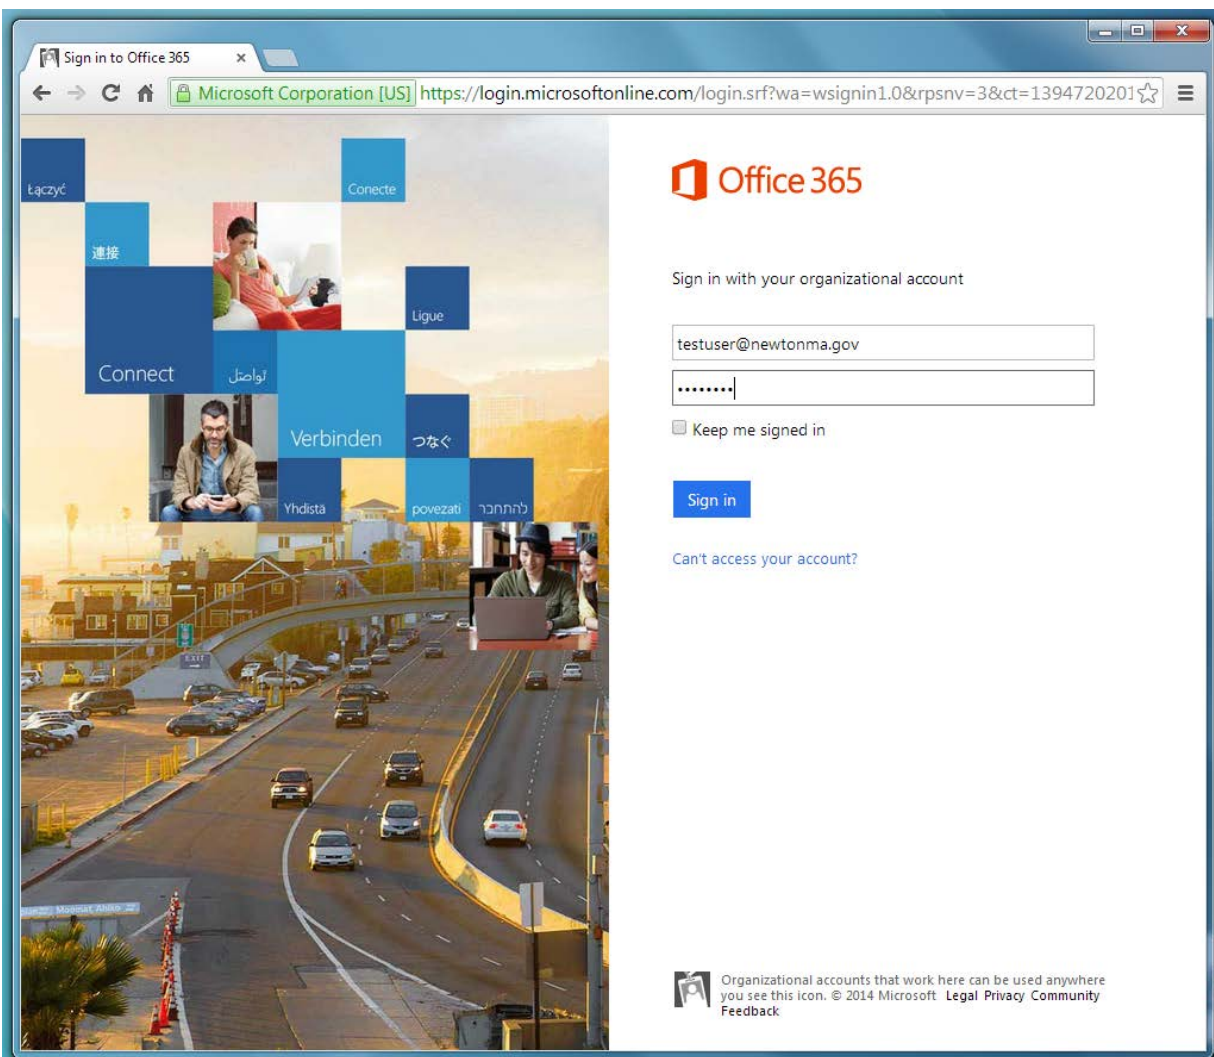 Sign in to Office 365
Microsoft Corporation [US] https://login.microsoftonline.com/login.srf?wa=wsignin1.0&rpsnv=3&ct=1394720201
Łączyć
Conecte
連接
Ligue
Connect
تواصل
Verbinden
つなぐ
Yhdistä
povezati
להתחבר
EXIT
Office 365
Sign in with your organizational account
testuser@newtonma.gov
••••••••
Keep me signed in
Sign in
Can't access your account?
Organizational accounts that work here can be used anywhere
you see this icon. © 2014 Microsoft Legal Privacy Community
Feedback